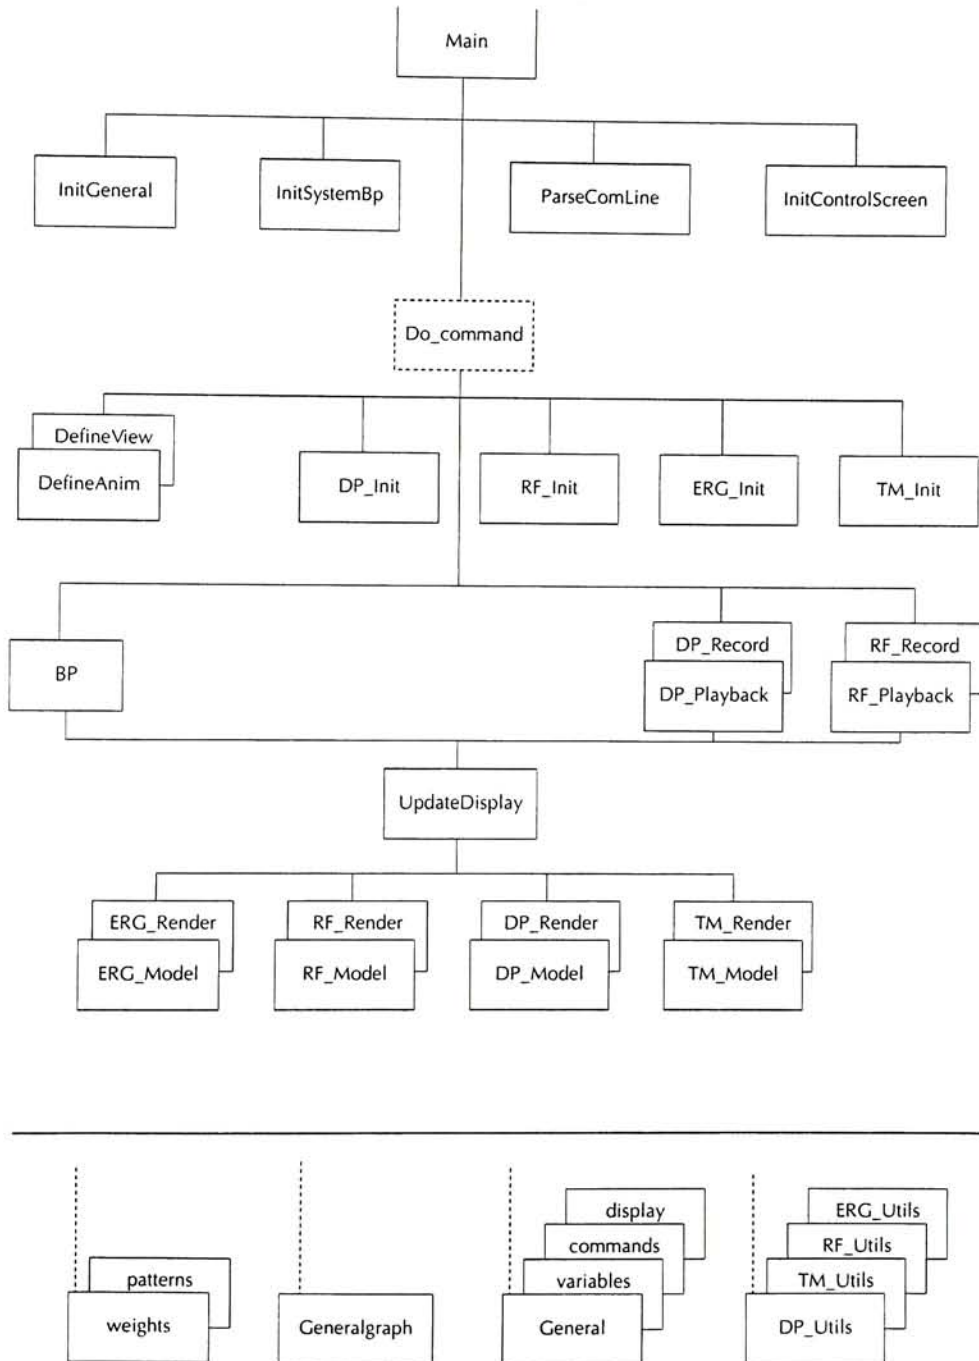 Main
InitGeneral
InitSystemBp
ParseComLine
InitControlScreen
Do_command
DefineView
DefineAnim
DP_Init
RF_Init
ERG_Init
TM_Init
BP
DP_Record
DP_Playback
RF_Record
RF_Playback
UpdateDisplay
ERG_Render
ERG_Model
RF_Render
RF_Model
DP_Render
DP_Model
TM_Render
TM_Model
patterns
weights
Generalgraph
display
commands
variables
General
ERG_Utils
RF_Utils
TM_Utils
DP_Utils